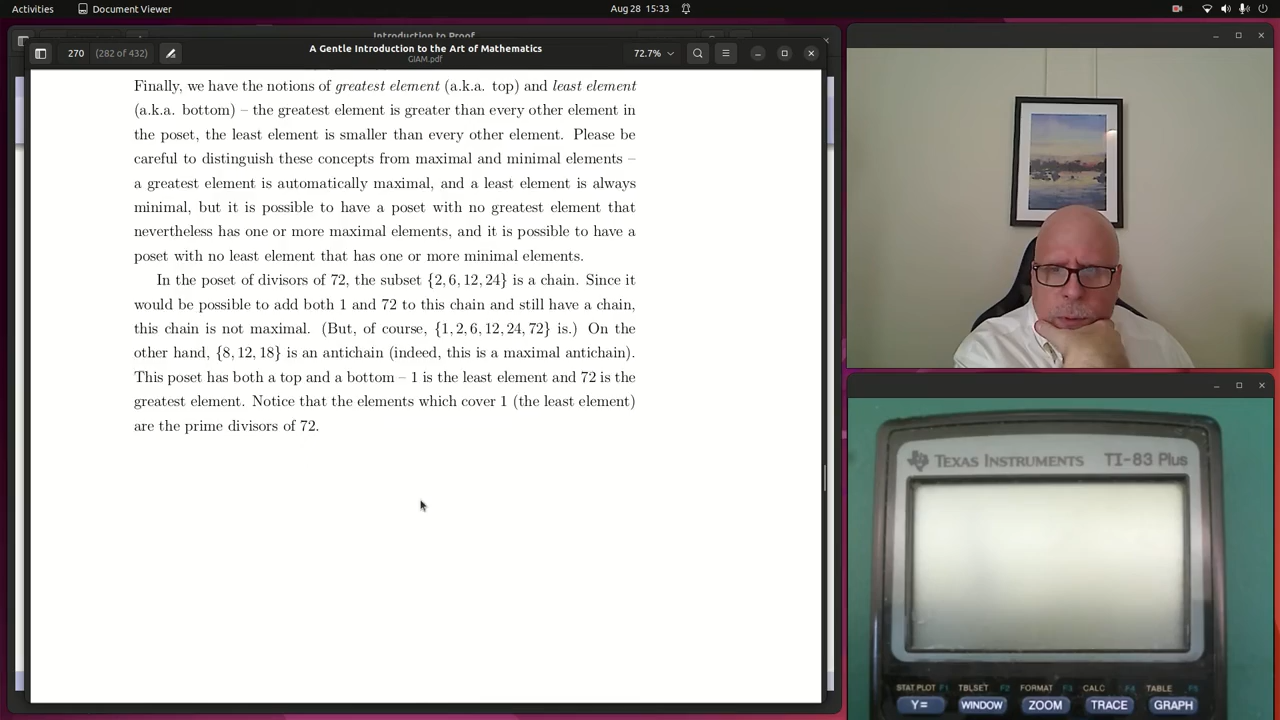 Activities
Document Viewer
Aug 28 15:33
270
(282 of 432)
A Gentle Introduction to the Art of Mathematics
GIAM.pdf
72.7%
Finally, we have the notions of greatest element (a.k.a. top) and least element
(a.k.a. bottom) – the greatest element is greater than every other element in
the poset, the least element is smaller than every other element. Please be
careful to distinguish these concepts from maximal and minimal elements –
a greatest element is automatically maximal, and a least element is always
minimal, but it is possible to have a poset with no greatest element that
nevertheless has one or more maximal elements, and it is possible to have a
poset with no least element that has one or more minimal elements.
In the poset of divisors of 72, the subset {2, 6, 12, 24} is a chain. Since it
would be possible to add both 1 and 72 to this chain and still have a chain,
this chain is not maximal. (But, of course, {1, 2, 6, 12, 24, 72} is.) On the
other hand, {8, 12, 18} is an antichain (indeed, this is a maximal antichain).
This poset has both a top and a bottom – 1 is the least element and 72 is the
greatest element. Notice that the elements which cover 1 (the least element)
are the prime divisors of 72.
TEXAS INSTRUMENTS TI-83 Plus
STAT PLOT F1 TBLSET F2 FORMAT F3 CALC F4 TABLE F5
Y= WINDOW ZOOM TRACE GRAPH